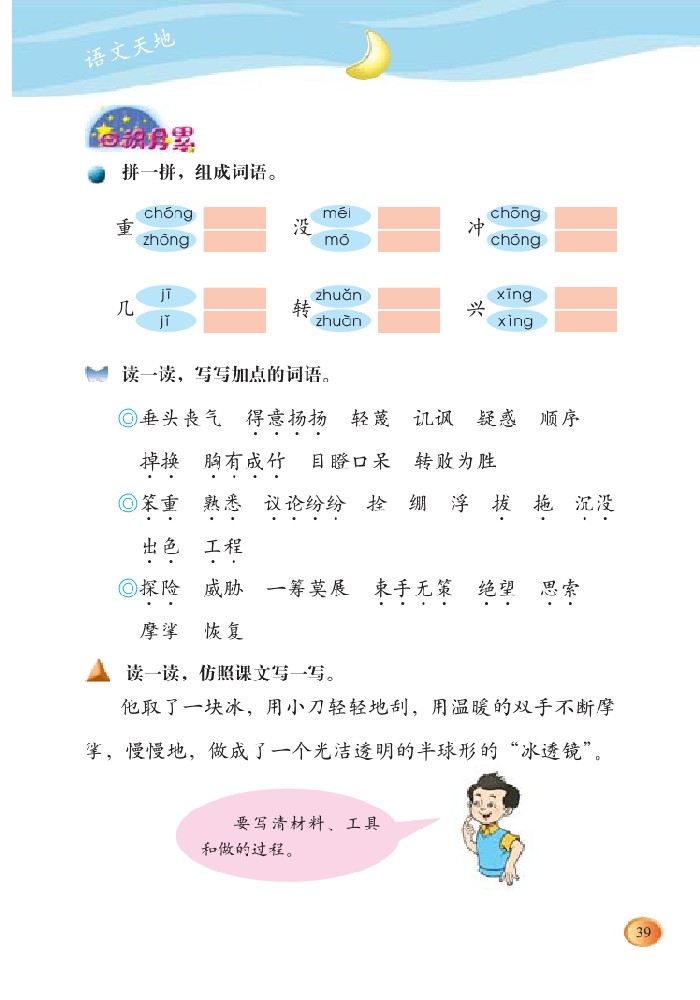 语文天地
日积月累
拼一拼，组成词语。
重 chóng 没 méi 冲 chōng
zhòng mò chòng
几 jī 转 zhuǎn 兴 xīng
jǐ zhuàn xìng
读一读，写写加点的词语。
◎垂头丧气 得意扬扬 轻蔑 讥讽 疑惑 顺序
掉换 胸有成竹 目瞪口呆 转败为胜
◎笨重 熟悉 议论纷纷 拴 绷 浮 拔 拖 沉没
出色 工程
◎探险 威胁 一筹莫展 束手无策 绝望 思索
摩挲 恢复
读一读，仿照课文写一写。
他取了一块冰，用小刀轻轻地刮，用温暖的双手不断摩
挲，慢慢地，做成了一个光洁透明的半球形的“冰透镜”。
要写清材料、工具
和做的过程。
39